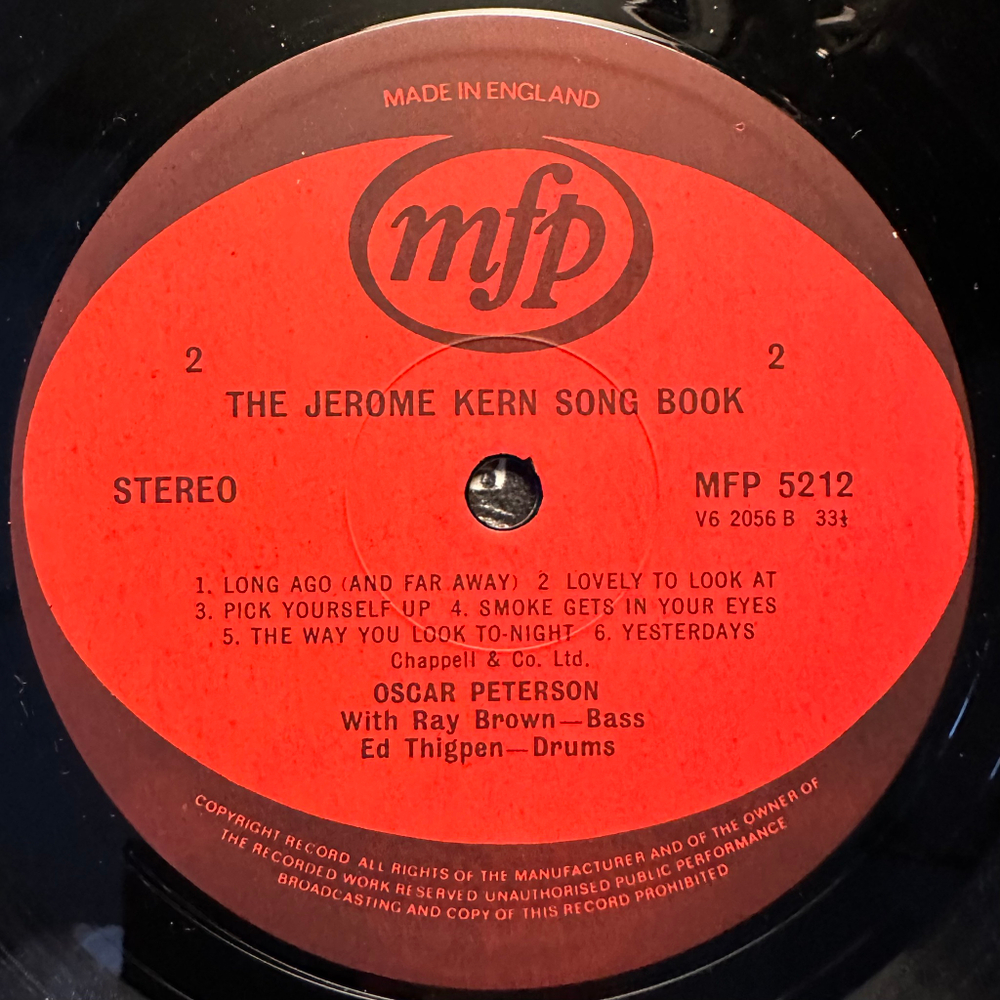 MADE IN ENGLAND
mfp
2 2
THE JEROME KERN SONG BOOK
STEREO MFP 5212
V6 2056 B 33⅓
1. LONG AGO (AND FAR AWAY) 2 LOVELY TO LOOK AT
3. PICK YOURSELF UP 4. SMOKE GETS IN YOUR EYES
5. THE WAY YOU LOOK TO-NIGHT 6. YESTERDAYS
Chappell & Co. Ltd.
OSCAR PETERSON
With Ray Brown—Bass
Ed Thigpen—Drums
COPYRIGHT RECORD ALL RIGHTS OF THE MANUFACTURER AND OF THE OWNER OF
THE RECORDED WORK RESERVED UNAUTHORISED PUBLIC PERFORMANCE
BROADCASTING AND COPY OF THIS RECORD PROHIBITED